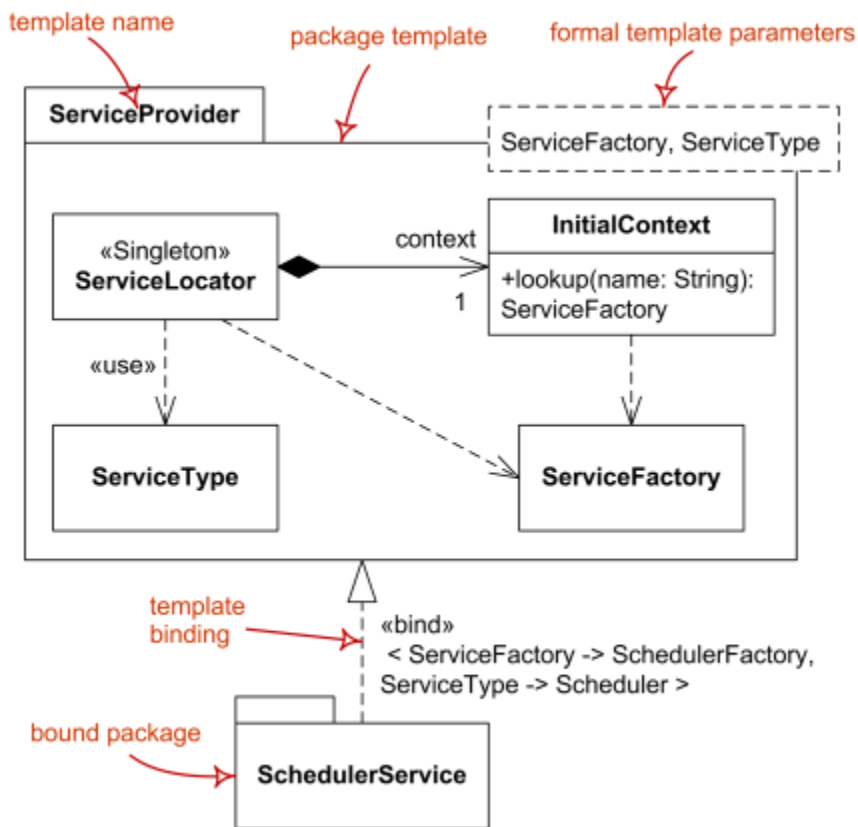 template name
package template
formal template parameters
ServiceProvider
ServiceFactory, ServiceType
«Singleton»
ServiceLocator
context
1
InitialContext
+lookup(name: String):
ServiceFactory
«use»
ServiceType
ServiceFactory
template
binding
«bind»
< ServiceFactory -> SchedulerFactory,
ServiceType -> Scheduler >
bound package
SchedulerService